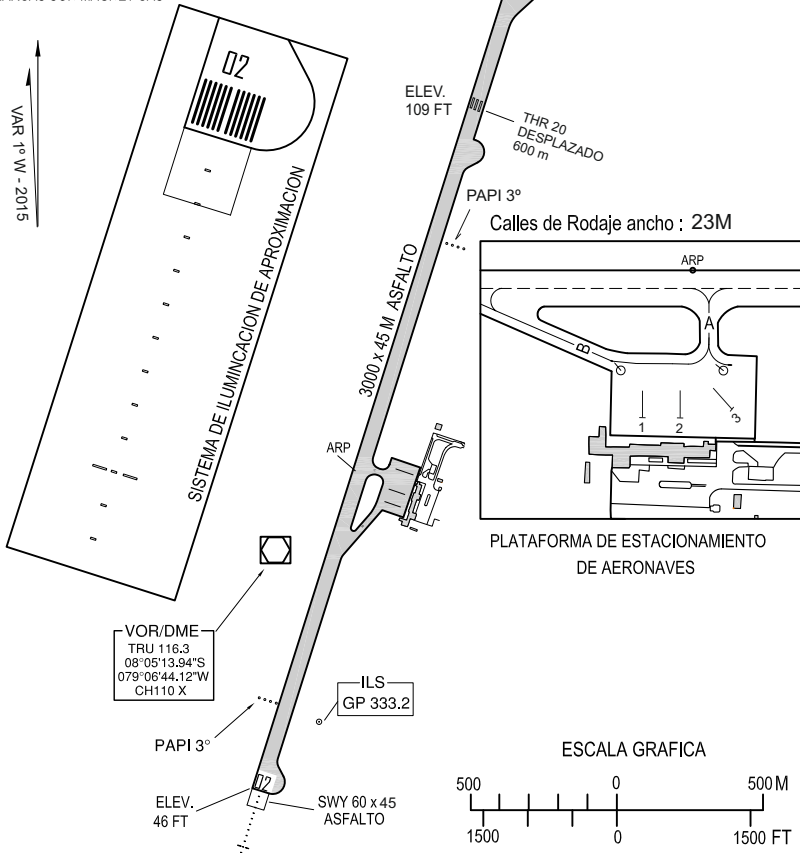 02
VAR 1° W - 2015
SISTEMA DE ILUMINCACION DE APROXIMACION
ELEV.
109 FT
THR 20
DESPLAZADO
600 m
PAPI 3°
3000 x 45 M ASFALTO
Calles de Rodaje ancho : 23M
ARP
A
B
1
2
3
PLATAFORMA DE ESTACIONAMIENTO
DE AERONAVES
ARP
VOR/DME
TRU 116.3
08°05'13.94"S
079°06'44.12"W
CH110 X
ILS
GP 333.2
PAPI 3°
02
ELEV.
46 FT
SWY 60 x 45
ASFALTO
ESCALA GRAFICA
500 0 500 M
1500 0 1500 FT